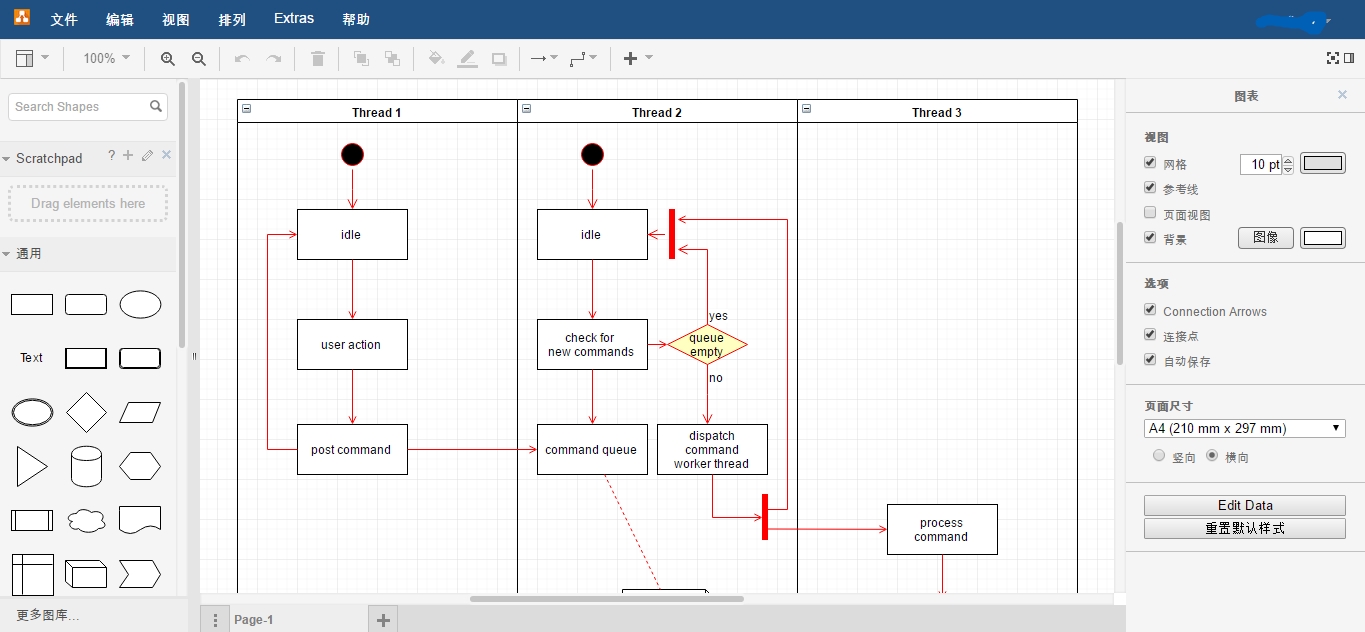 文件 编辑 视图 排列 Extras 帮助
100%
Search Shapes
Scratchpad ?
Drag elements here
通用
Text
更多图库...
Thread 1 Thread 2 Thread 3
idle
user action
post command
idle
check for
new commands
yes
queue
empty
no
command queue
dispatch
command
worker thread
process
command
Page-1
图表
视图
网格 10 pt
参考线
页面视图
背景 图像
选项
Connection Arrows
连接点
自动保存
页面尺寸
A4 (210 mm x 297 mm)
竖向 横向
Edit Data
重置默认样式